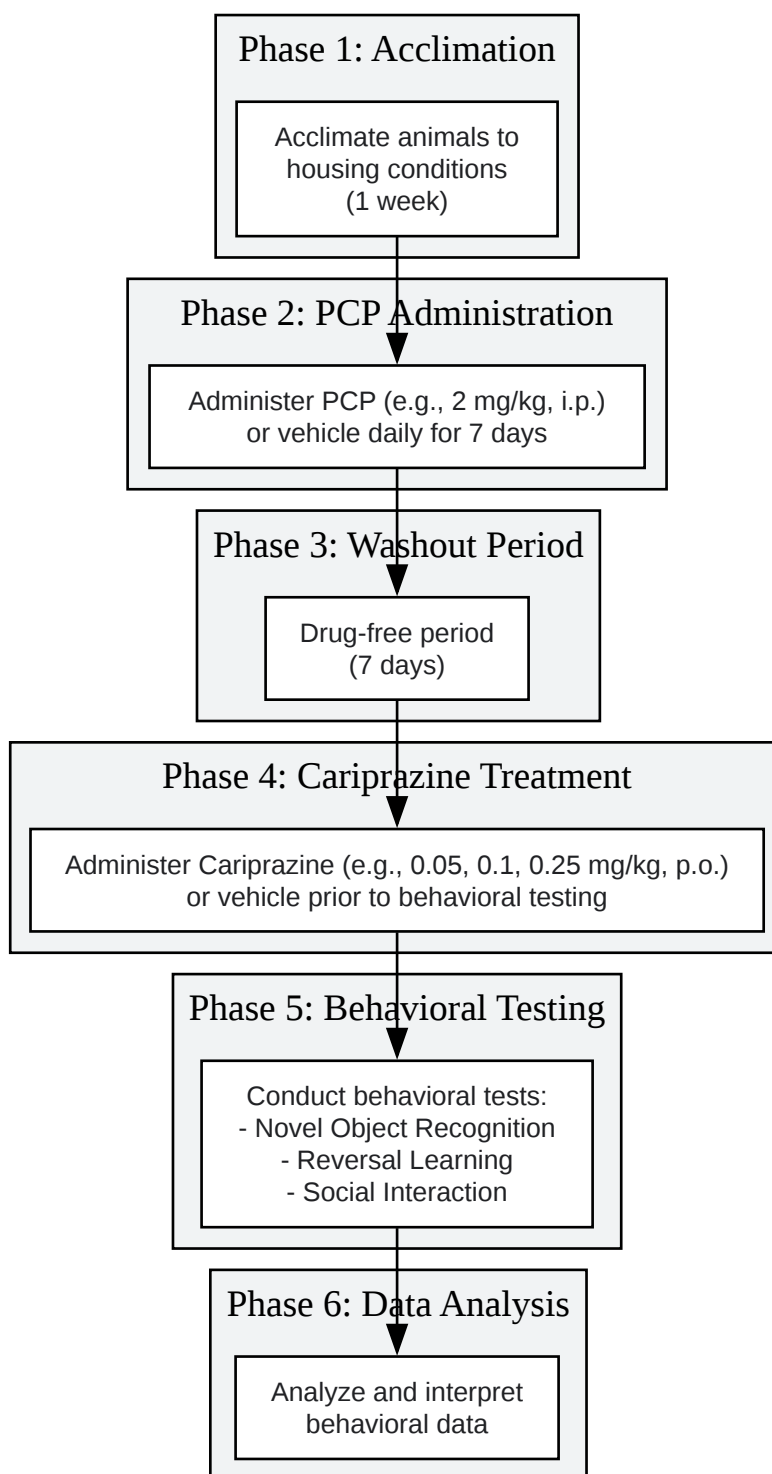 Phase 1: Acclimation
Acclimate animals to
housing conditions
(1 week)
Phase 2: PCP Administration
Administer PCP (e.g., 2 mg/kg, i.p.)
or vehicle daily for 7 days
Phase 3: Washout Period
Drug-free period
(7 days)
Phase 4: Cariprazine Treatment
Administer Cariprazine (e.g., 0.05, 0.1, 0.25 mg/kg, p.o.)
or vehicle prior to behavioral testing
Phase 5: Behavioral Testing
Conduct behavioral tests:
- Novel Object Recognition
- Reversal Learning
- Social Interaction
Phase 6: Data Analysis
Analyze and interpret
behavioral data